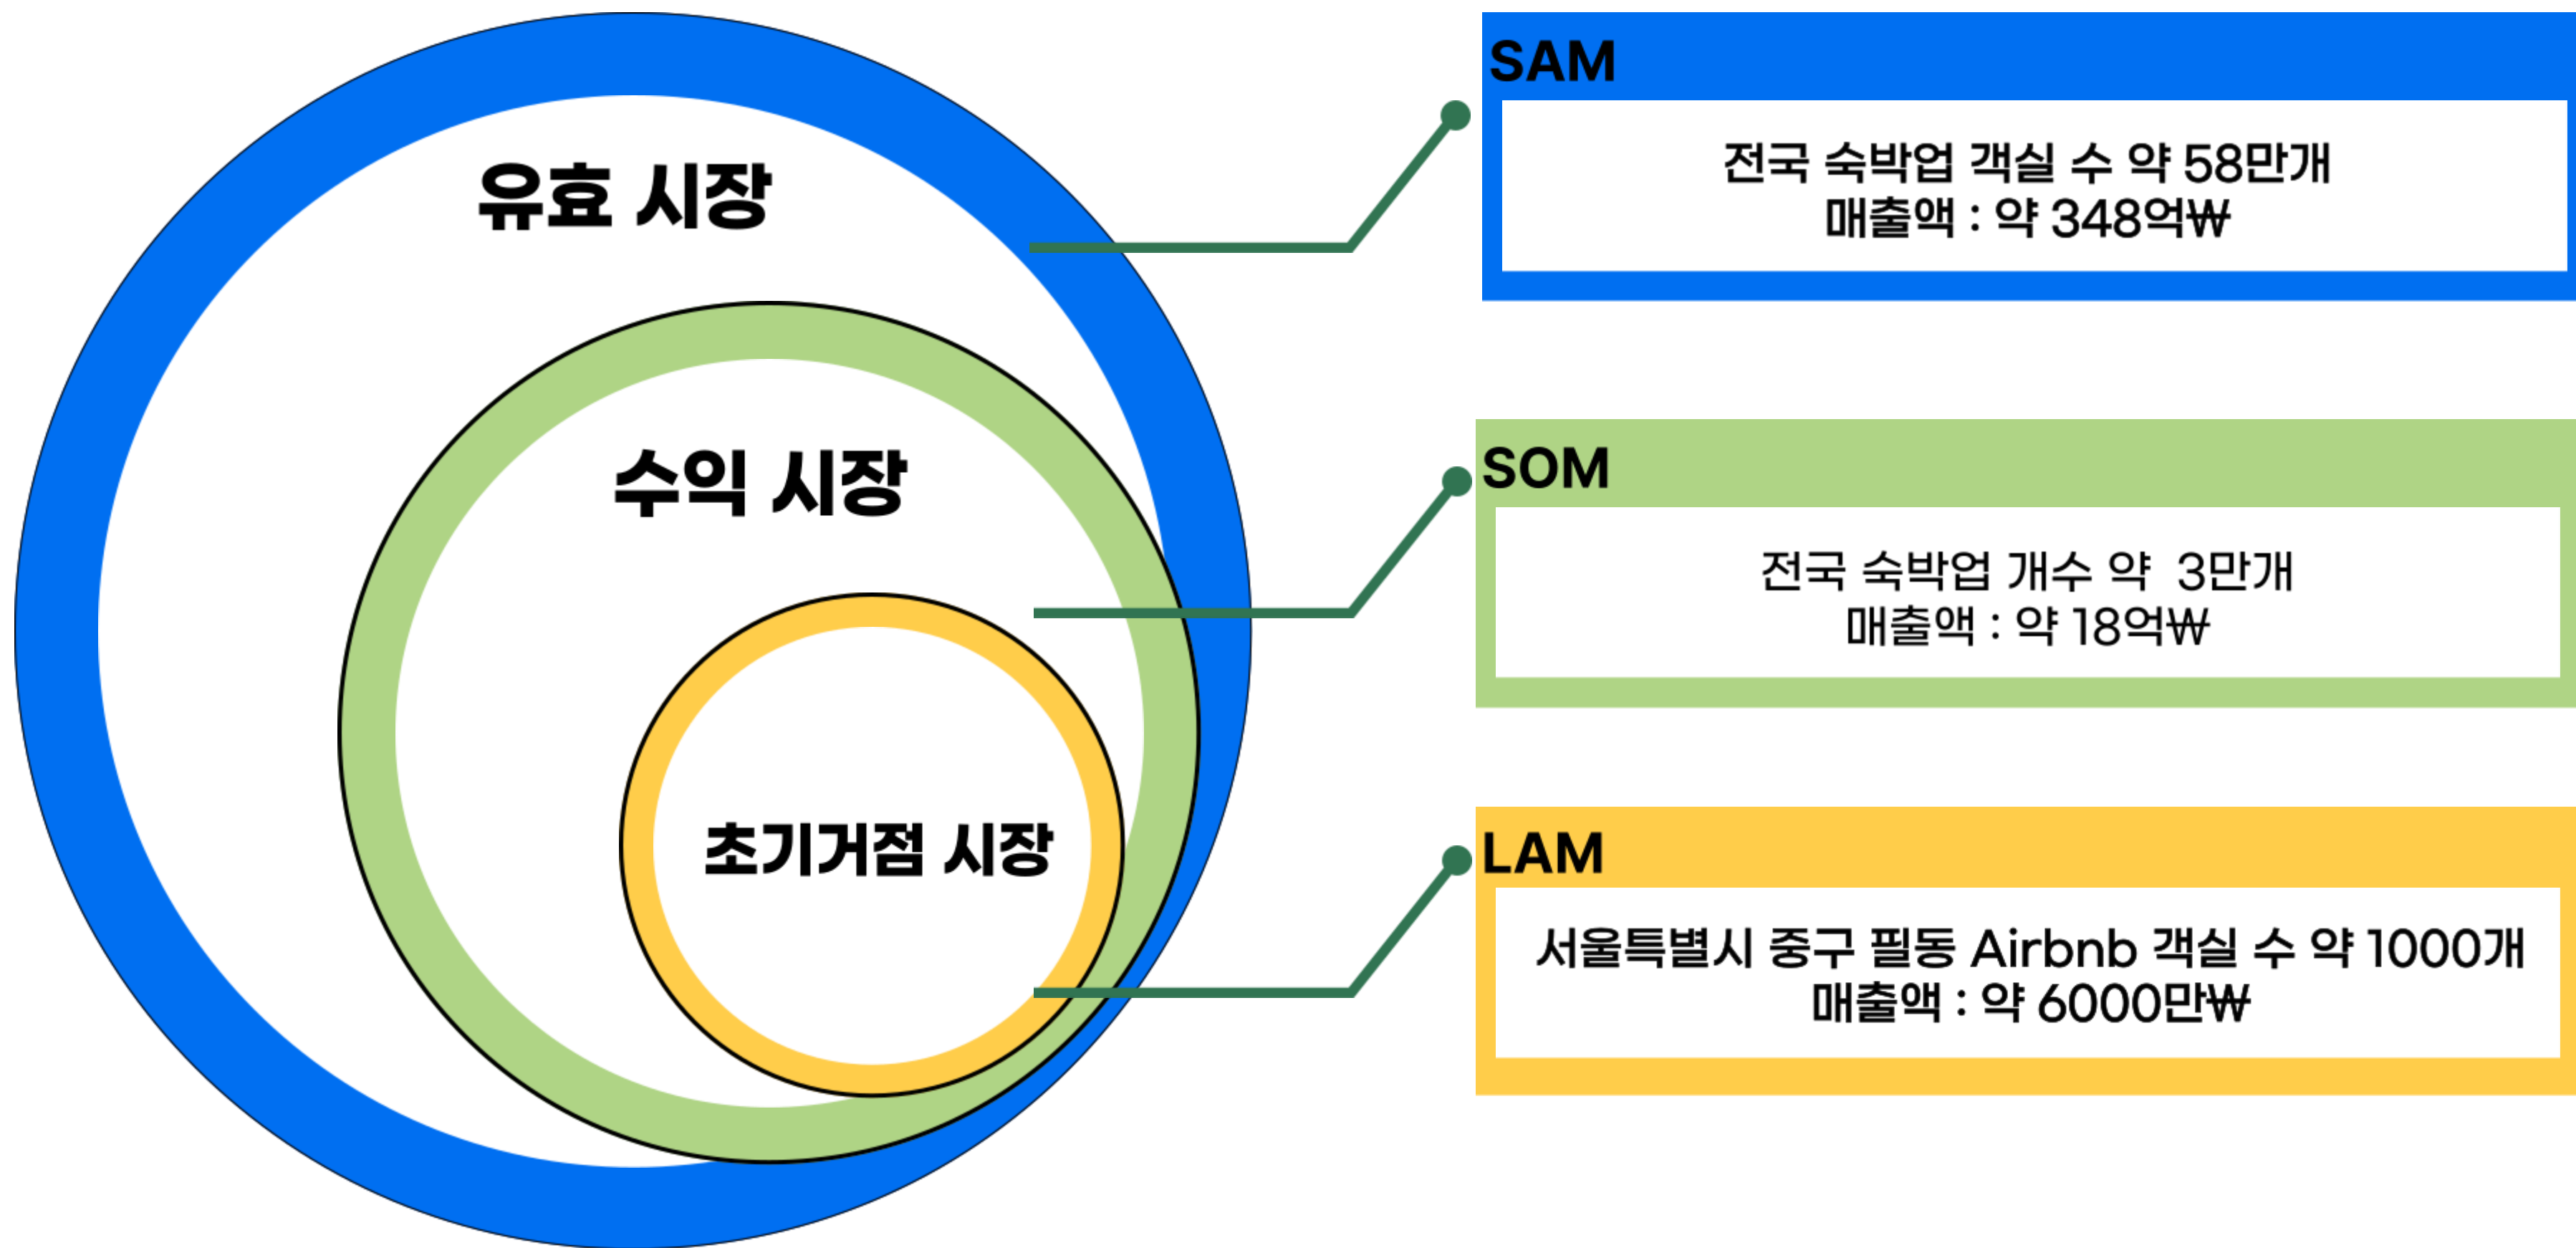 유효 시장
수익 시장
초기거점 시장
SAM
전국 숙박업 객실 수 약 58만개
매출액 : 약 348억₩
SOM
전국 숙박업 개수 약 3만개
매출액 : 약 18억₩
LAM
서울특별시 중구 필동 Airbnb 객실 수 약 1000개
매출액 : 약 6000만₩